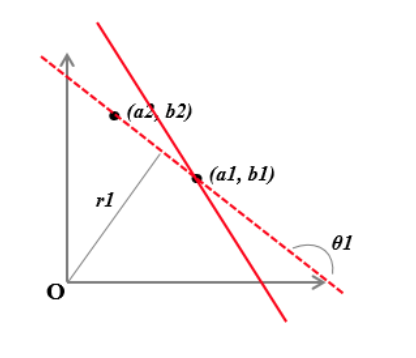 (a2, b2)
(a1, b1)
r1
θ1
O